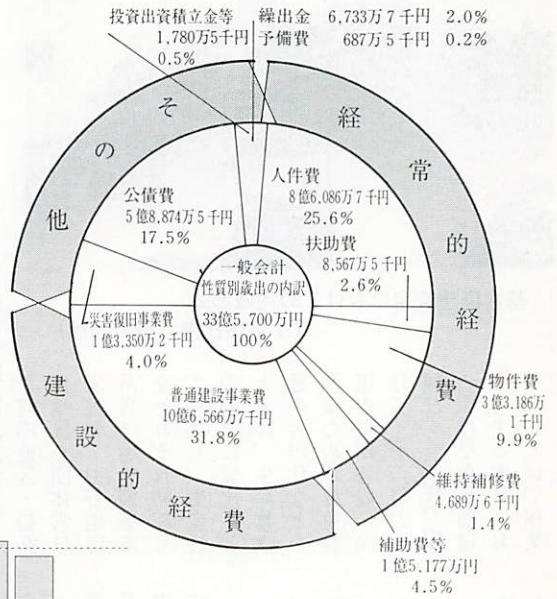 投資出資積立金等
1,780万5千円
0.5%
繰出金 6,733万7千円 2.0%
予備費 687万5千円 0.2%
経常的経費
人件費
8億6,086万7千円
25.6%
扶助費
8,567万5千円
2.6%
物件費
3億3,186万
1千円
9.9%
維持補修費
4,689万6千円
1.4%
補助費等
1億5,177万円
4.5%
建設的経費
普通建設事業費
10億6,566万7千円
31.8%
災害復旧事業費
1億3,350万2千円
4.0%
その他
公債費
5億8,874万5千円
17.5%
一般会計
性質別歳出の内訳
33億5,700万円
100%